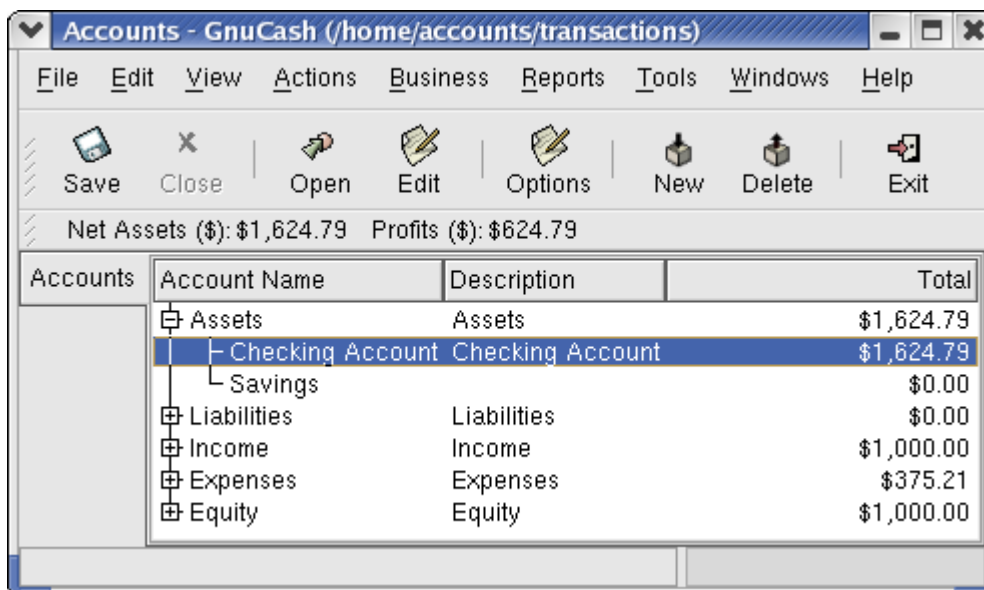 Accounts - GnuCash (/home/accounts/transactions)
File Edit View Actions Business Reports Tools Windows Help
Save Close Open Edit Options New Delete Exit
Net Assets ($): $1,624.79 Profits ($): $624.79
Accounts Account Name Description Total
Assets Assets $1,624.79
Checking Account Checking Account $1,624.79
Savings $0.00
Liabilities Liabilities $0.00
Income Income $1,000.00
Expenses Expenses $375.21
Equity Equity $1,000.00